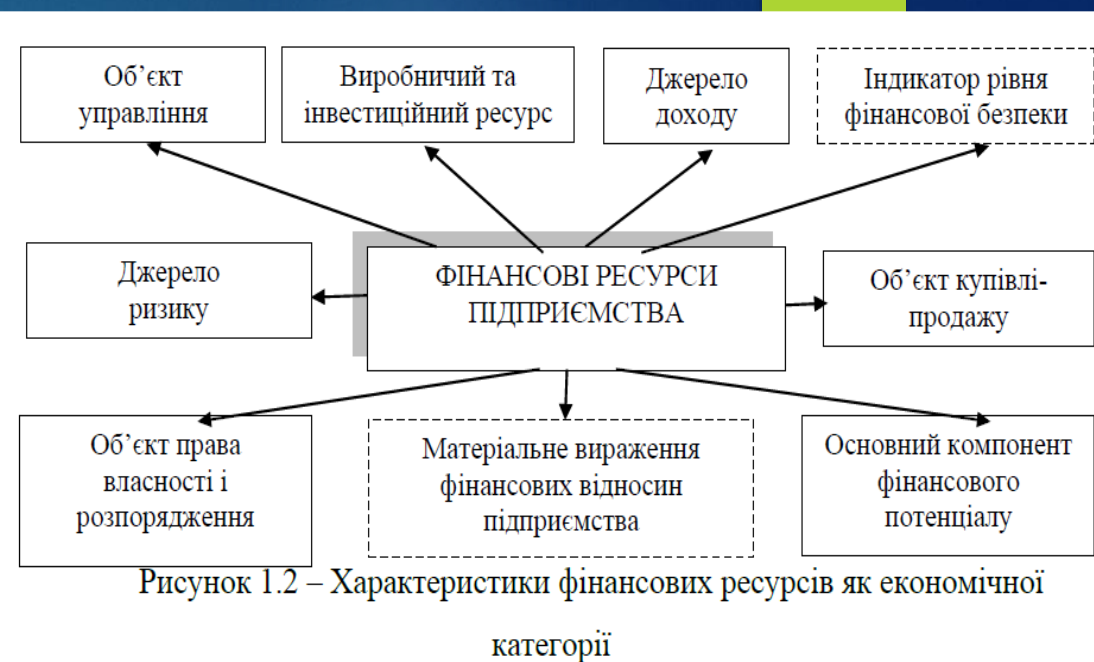 Об’єкт
управління
Виробничий та
інвестиційний ресурс
Джерело
доходу
Індикатор рівня
фінансової безпеки
Джерело
ризику
ФІНАНСОВІ РЕСУРСИ
ПІДПРИЄМСТВА
Об’єкт купівлі-
продажу
Об’єкт права
власності і
розпорядження
Матеріальне вираження
фінансових відносин
підприємства
Основний компонент
фінансового
потенціалу
Рисунок 1.2 – Характеристики фінансових ресурсів як економічної
категорії